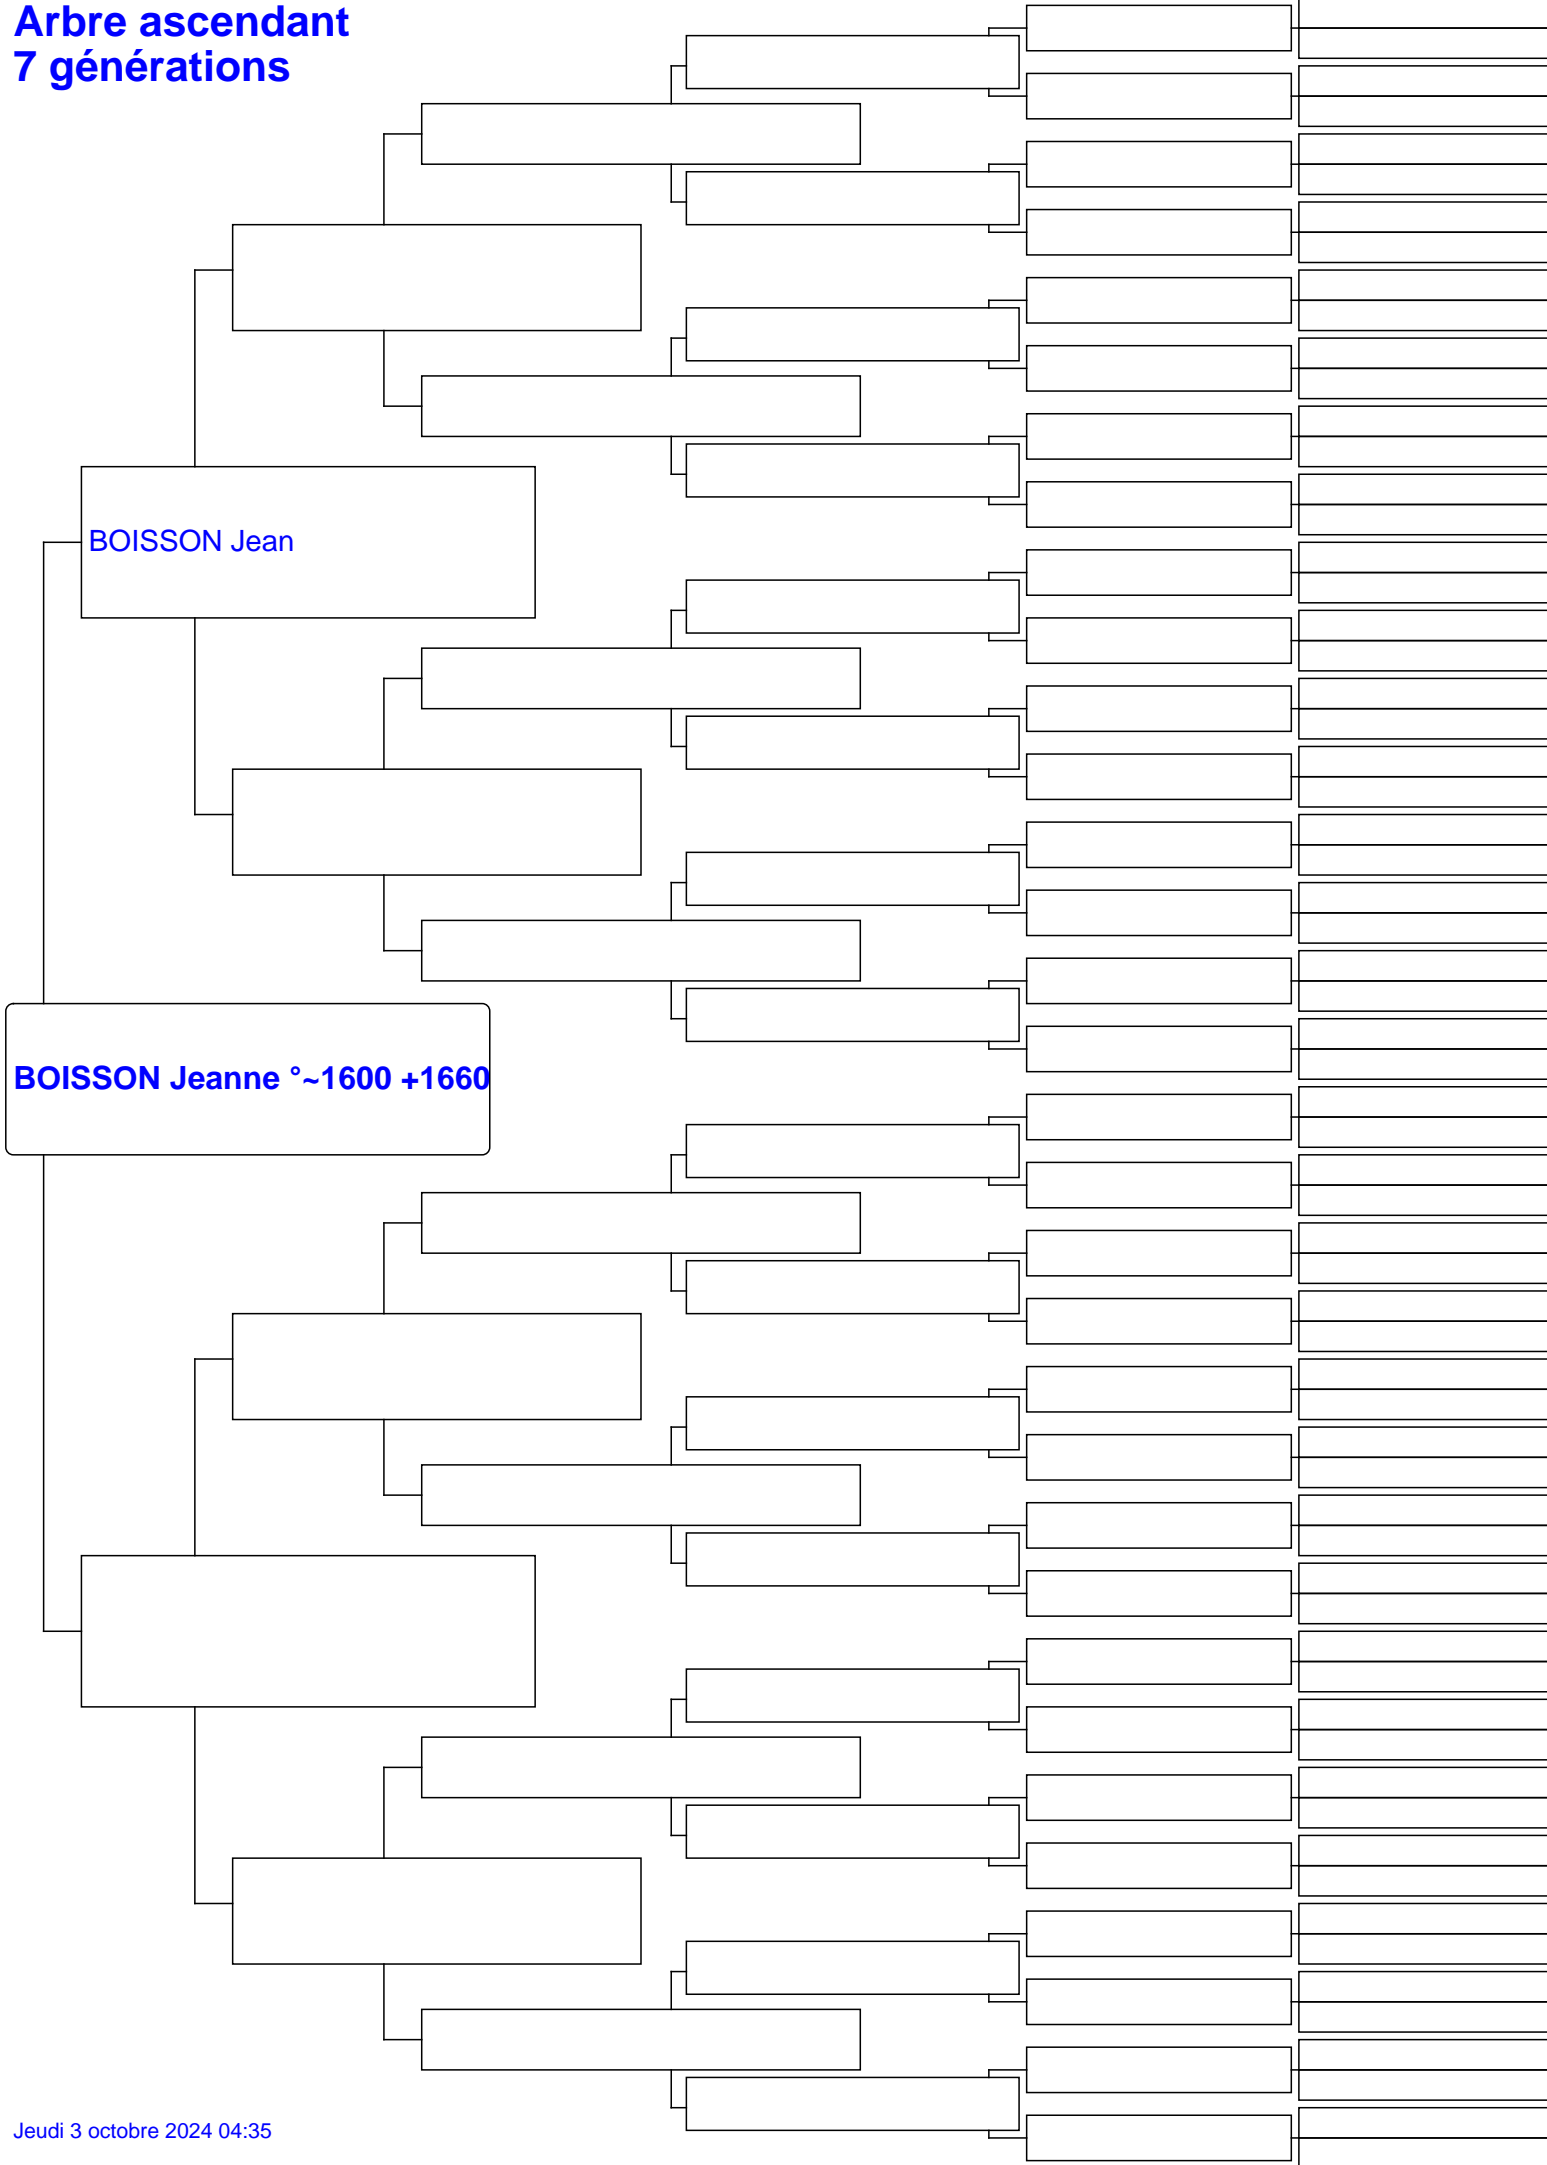 Arbre ascendant
7 générations
BOISSON Jean
BOISSON Jeanne °~1600 +1660
Jeudi 3 octobre 2024 04:35